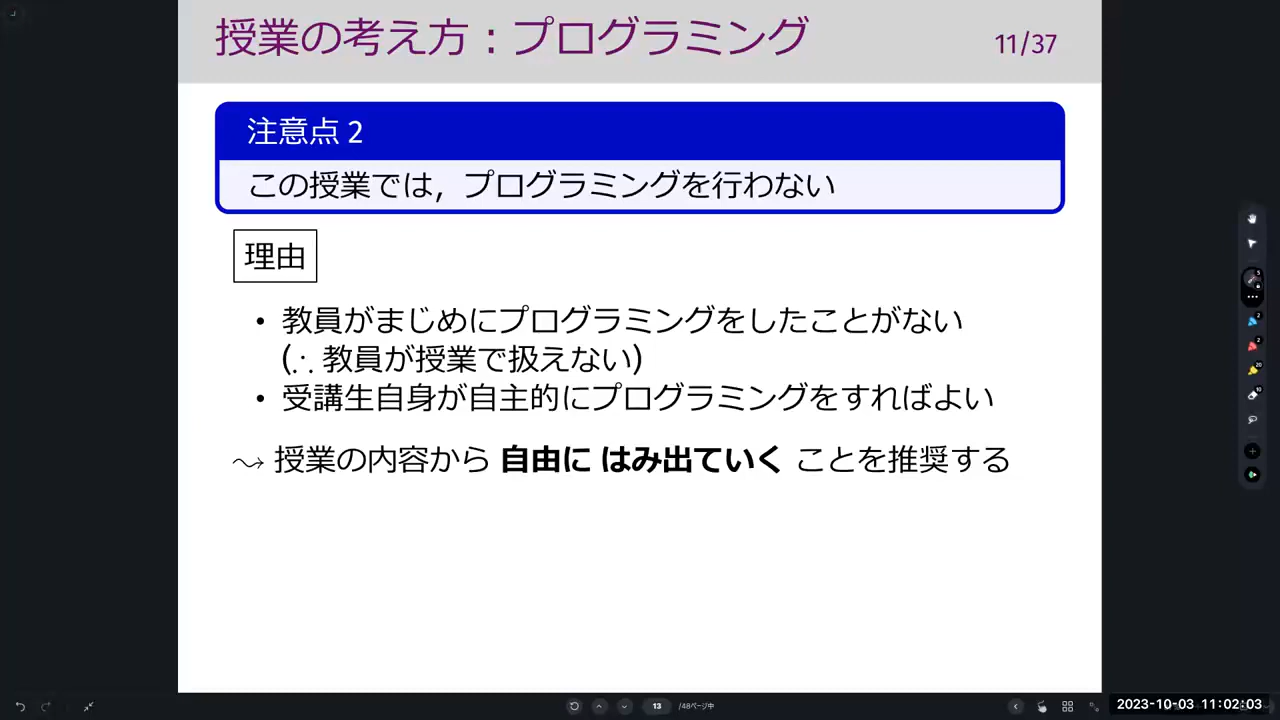 授業の考え方：プログラミング 11/37
注意点 2
この授業では，プログラミングを行わない
理由
• 教員がまじめにプログラミングをしたことがない
(∴ 教員が授業で扱えない)
• 受講生自身が自主的にプログラミングをすればよい
⤳ 授業の内容から 自由に はみ出ていく ことを推奨する
13 /48ページ中
2023-10-03 11:02:03